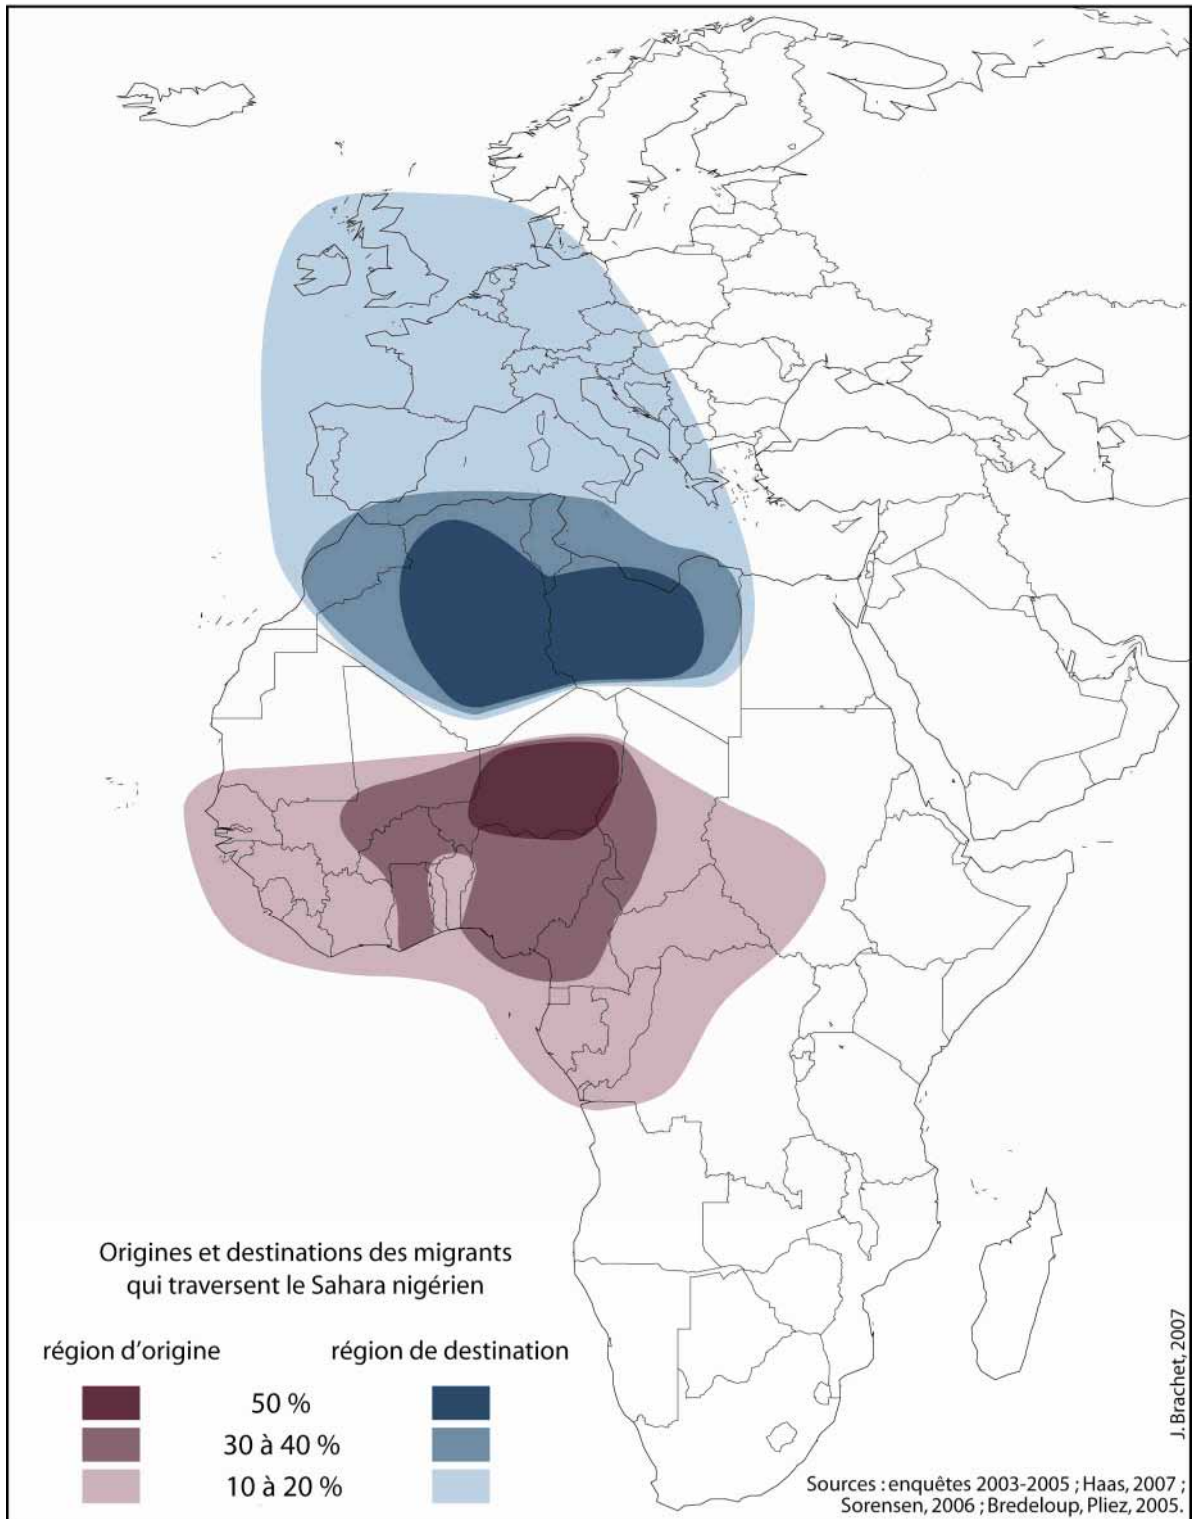 Origines et destinations des migrants
qui traversent le Sahara nigérien
région d'origine région de destination
50 %
30 à 40 %
10 à 20 %
J.Brachet, 2007
Sources : enquêtes 2003-2005 ; Haas, 2007 ;
Sorensen, 2006 ; Bredeloup, Pliez, 2005.